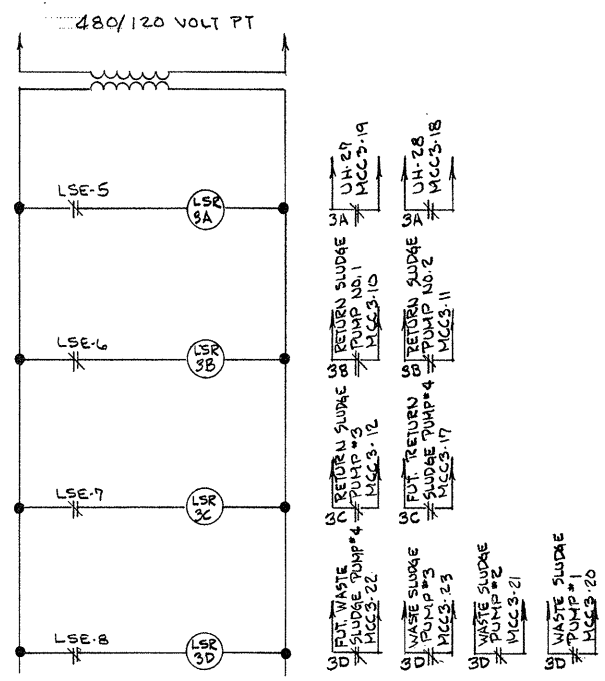 480/120 VOLT PT
LSE-5
LSR
3A
3A
UH-27
MCC3-19
3A
UH-28
MCC3-18
LSE-6
LSR
3B
3B
RETURN SLUDGE
PUMP NO. 1
MCC3-10
3B
RETURN SLUDGE
PUMP NO. 2
MCC3-11
LSE-7
LSR
3C
3C
RETURN SLUDGE
PUMP #3
MCC3-12
3C
FUT. RETURN
SLUDGE PUMP#4
MCC3-17
LSE-8
LSR
3D
3D
FUT. WASTE
SLUDGE PUMP#4
MCC3-22
3D
WASTE SLUDGE
PUMP#3
MCC3-23
3D
WASTE SLUDGE
PUMP#2
MCC3-21
3D
WASTE SLUDGE
PUMP#1
MCC3-20